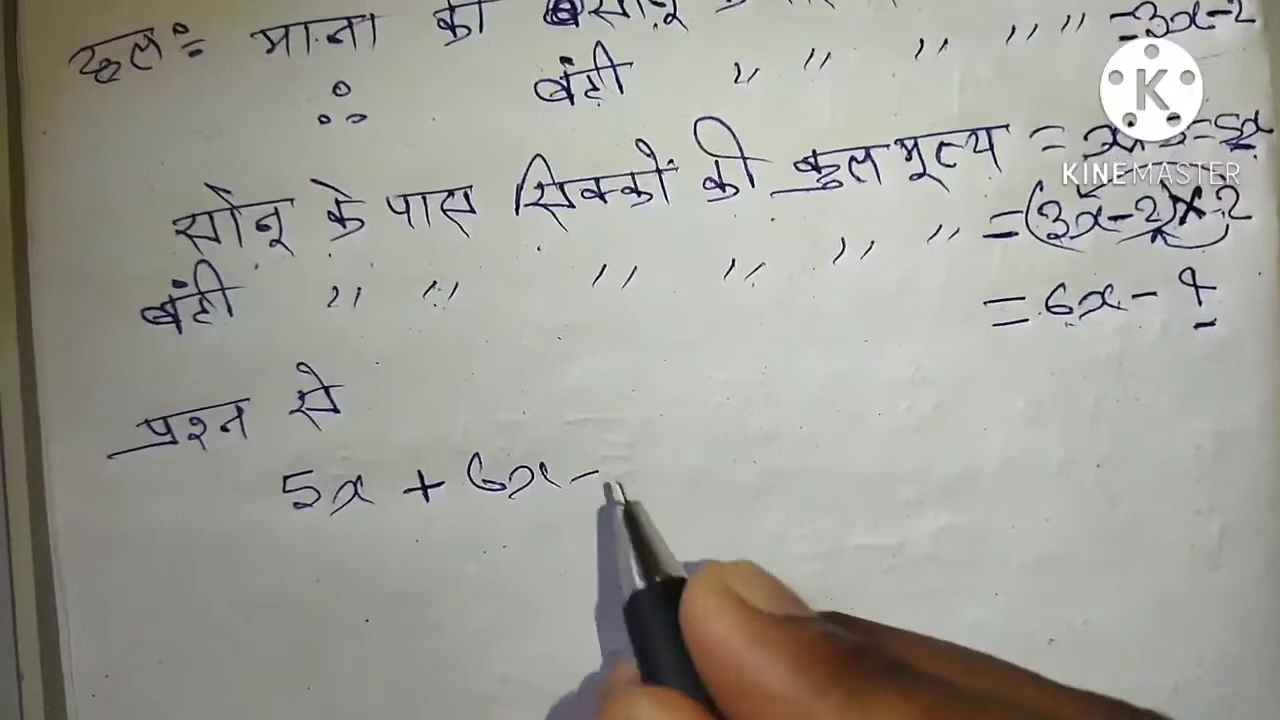 हल:- माना की सोनू के पास
∴ बंटी " " " " " =3x-2
सोनू के पास सिक्कों की कुल मूल्य = =5x
बंटी " " " " " " =(3x-2)×2
=6x-4
प्रश्न से
5x + 6x-
K
KINEMASTER